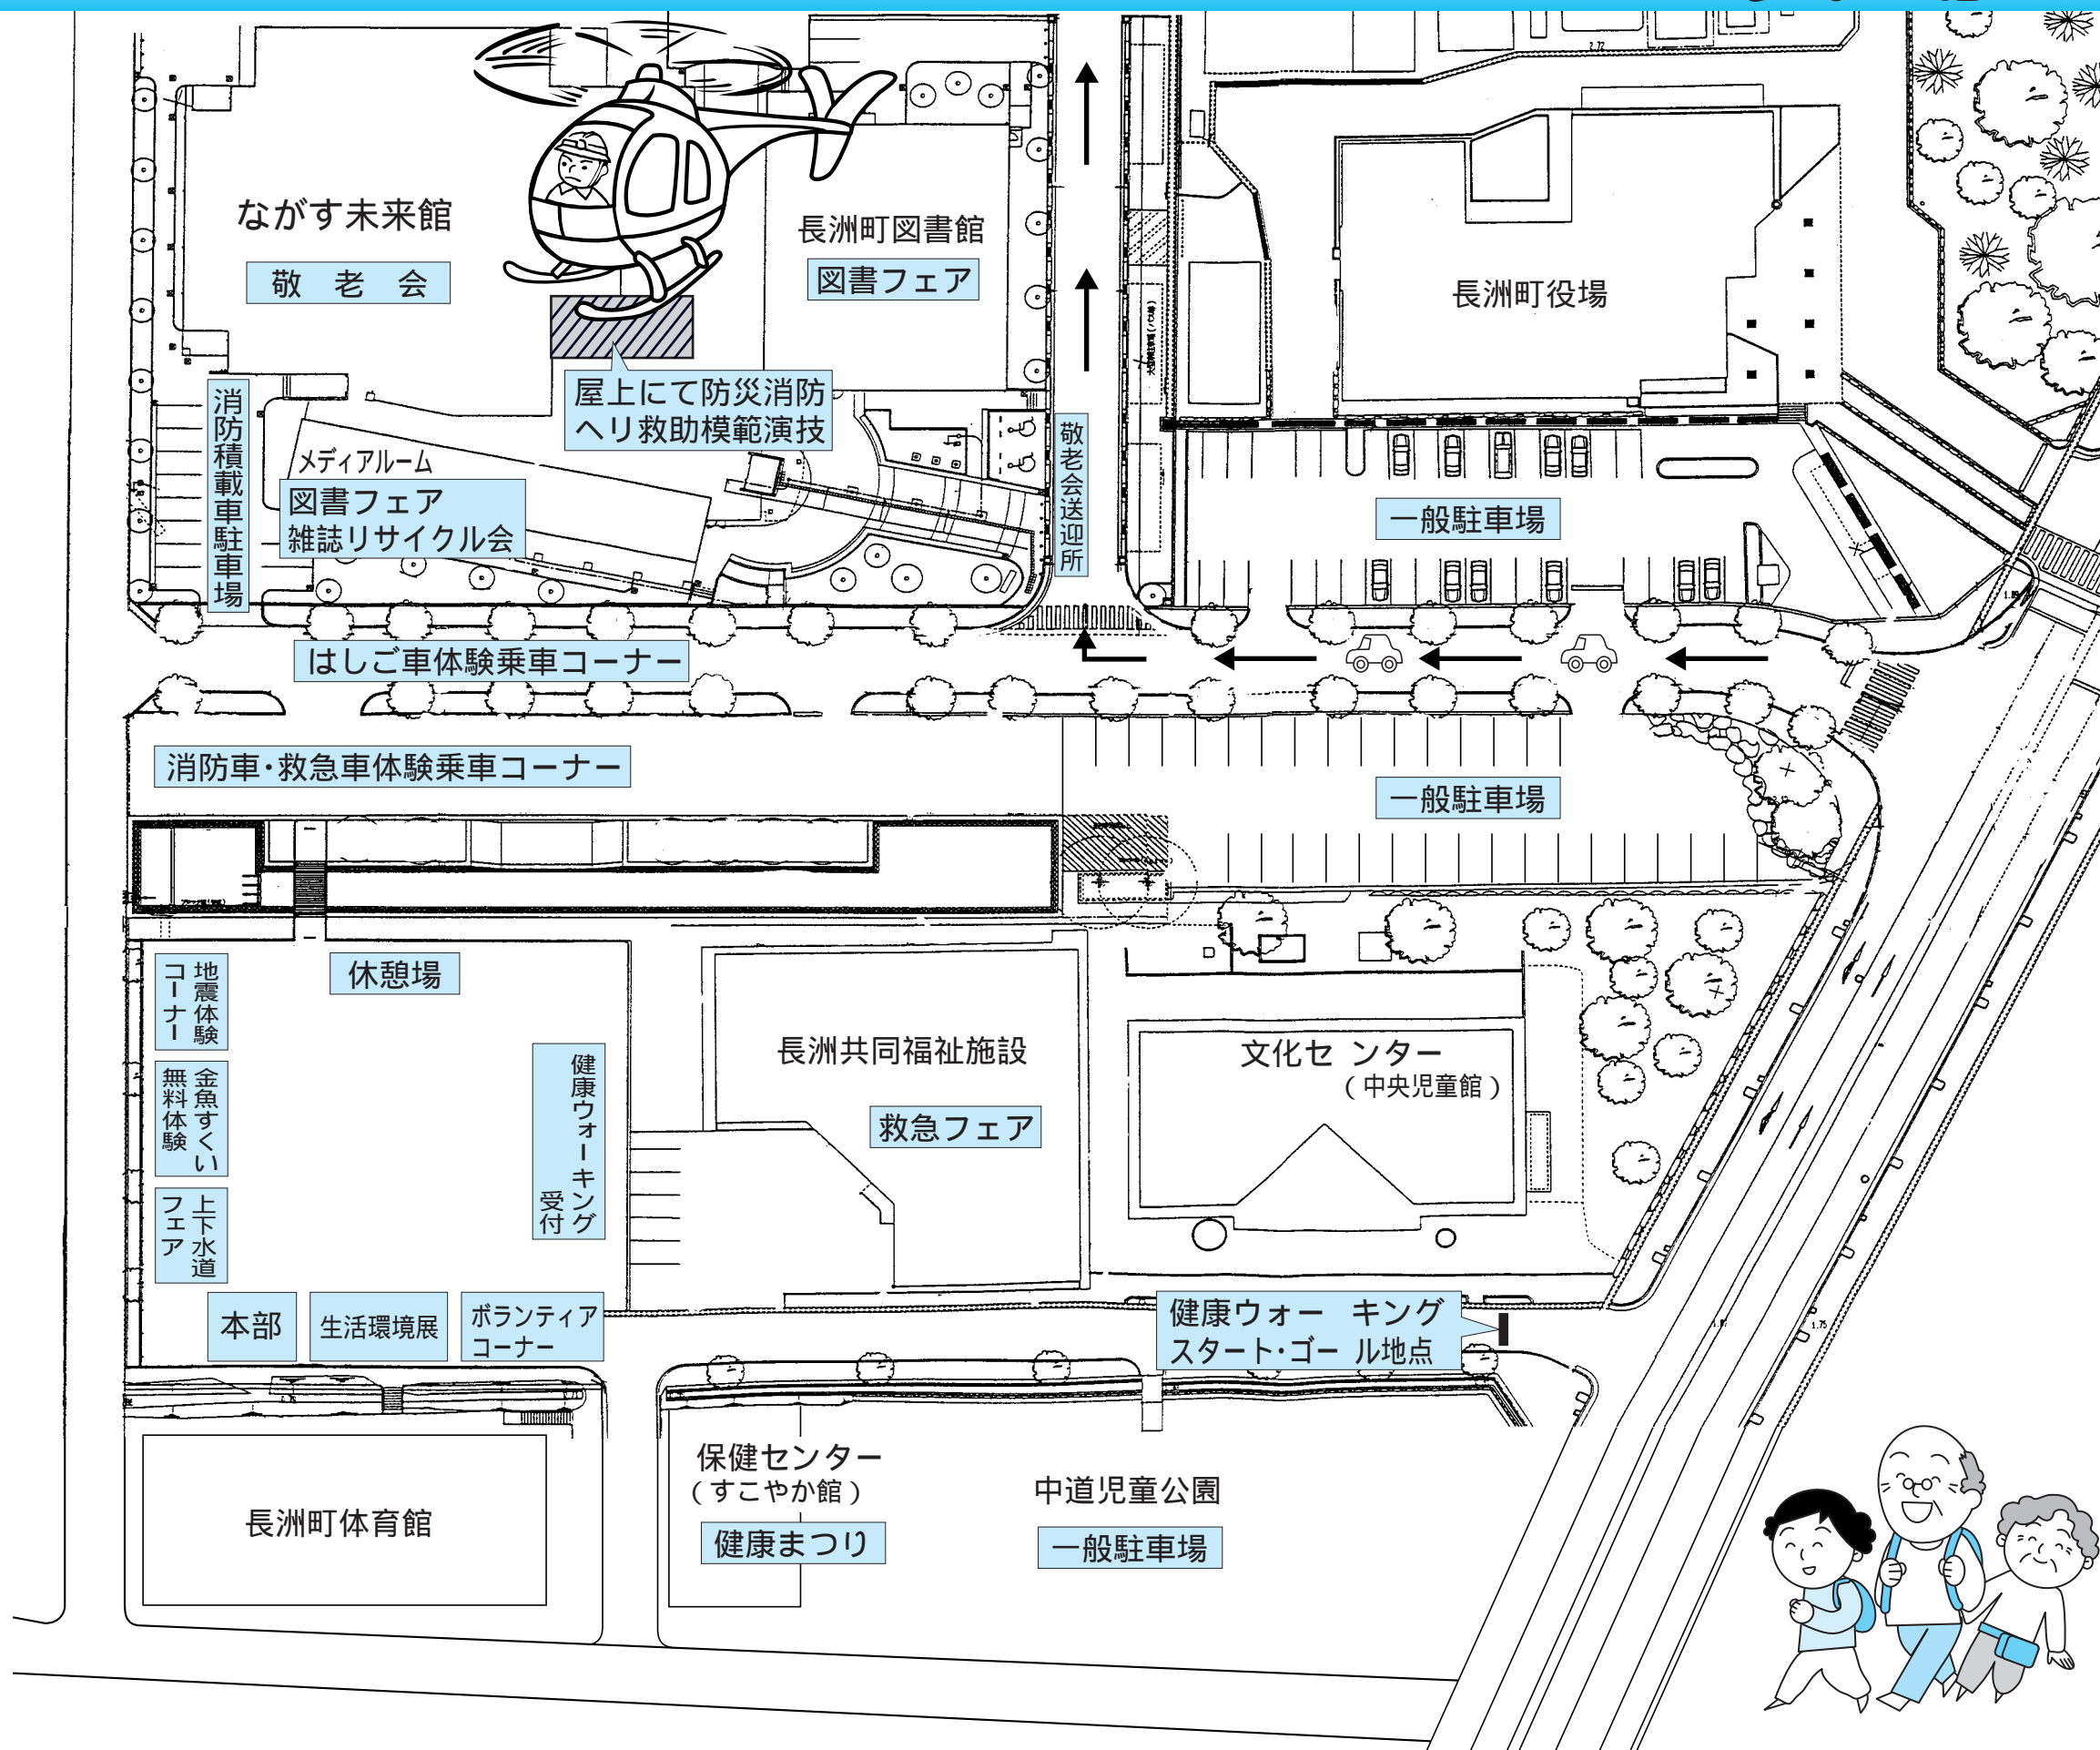 ながす未来館
敬老会
長洲町図書館
図書フェア
長洲町役場
屋上にて防災消防
ヘリ救助模範演技
消防積載車駐車場
メディアルーム
図書フェア
雑誌リサイクル会
敬老会送迎所
一般駐車場
はしご車体験乗車コーナー
消防車・救急車体験乗車コーナー
一般駐車場
地震体験
コーナー
休憩場
金魚すくい
無料体験
健康ウォーキング
受付
長洲共同福祉施設
救急フェア
文化センター
（中央児童館）
上下水道
フェア
本部
生活環境展
ボランティア
コーナー
健康ウォーキング
スタート・ゴール地点
長洲町体育館
保健センター
（すこやか館）
健康まつり
中道児童公園
一般駐車場
2.72
1.75